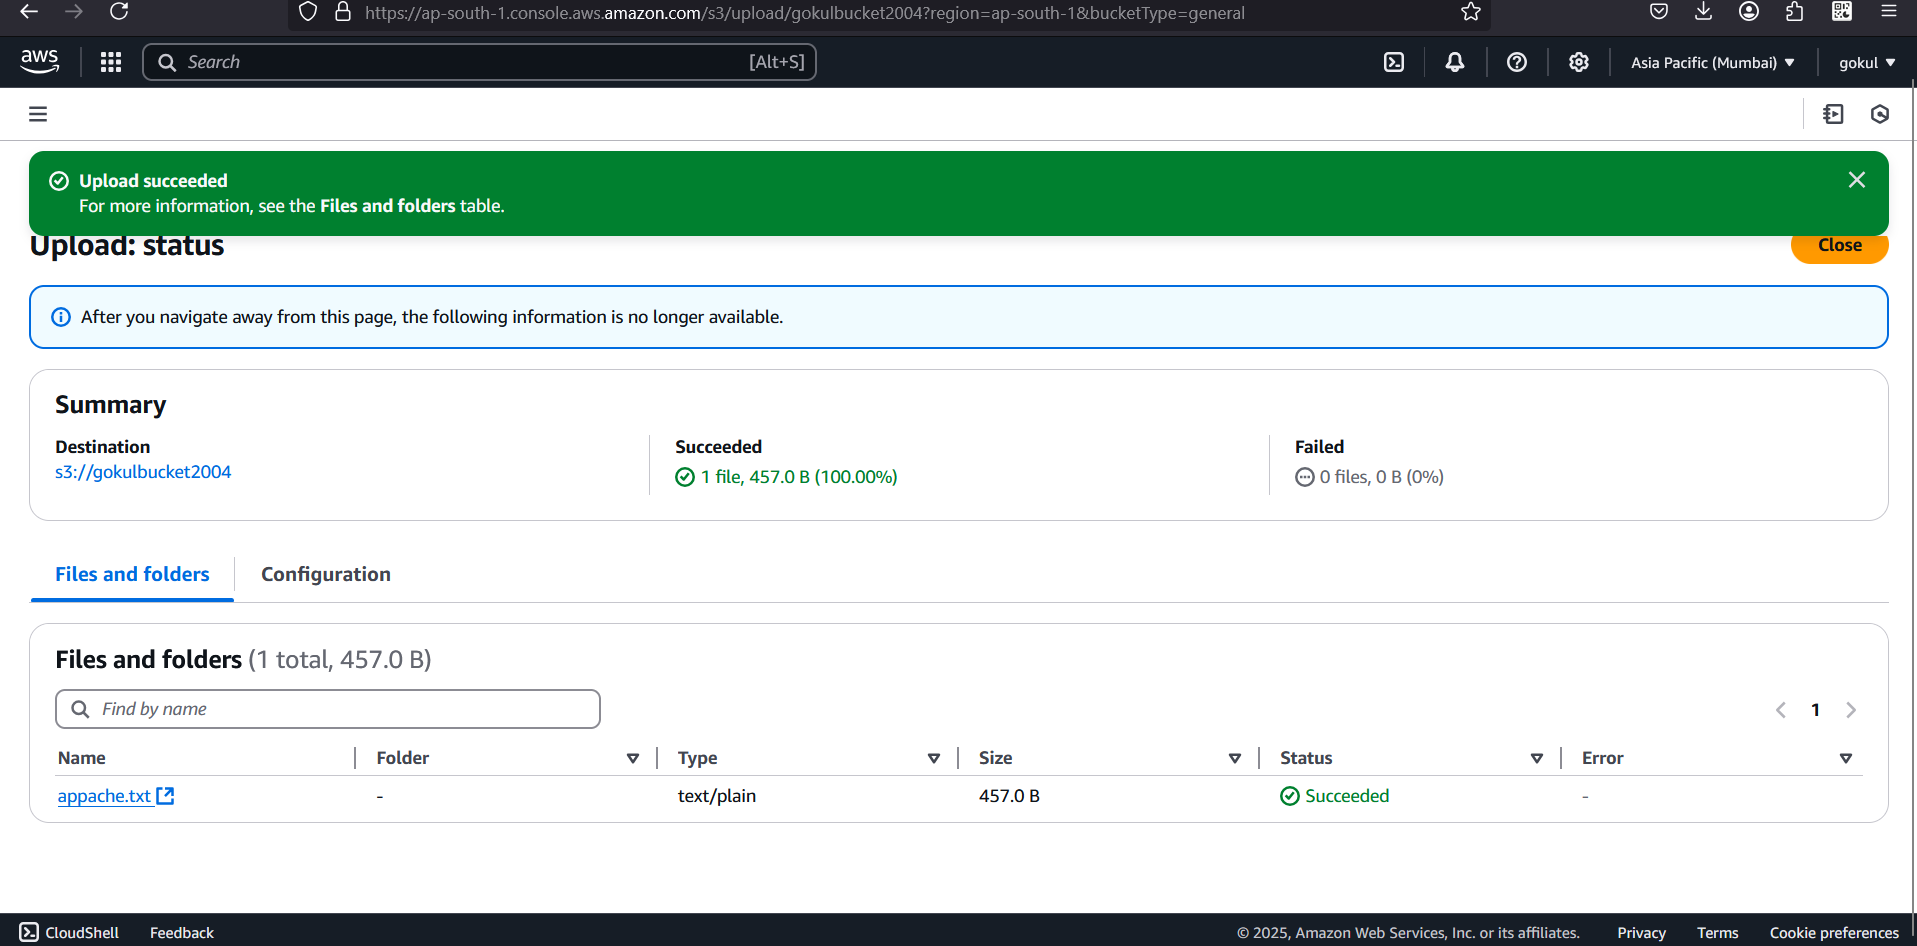 https://ap-south-1.console.aws.amazon.com/s3/upload/gokulbucket2004?region=ap-south-1&bucketType=general
aws Search [Alt+S] Asia Pacific (Mumbai) gokul
Upload succeeded
For more information, see the Files and folders table.
Upload: status Close
After you navigate away from this page, the following information is no longer available.
Summary
Destination Succeeded Failed
s3://gokulbucket2004 1 file, 457.0 B (100.00%) 0 files, 0 B (0%)
Files and folders Configuration
Files and folders (1 total, 457.0 B)
Find by name 1
Name Folder Type Size Status Error
appache.txt - text/plain 457.0 B Succeeded -
CloudShell Feedback © 2025, Amazon Web Services, Inc. or its affiliates. Privacy Terms Cookie preferences